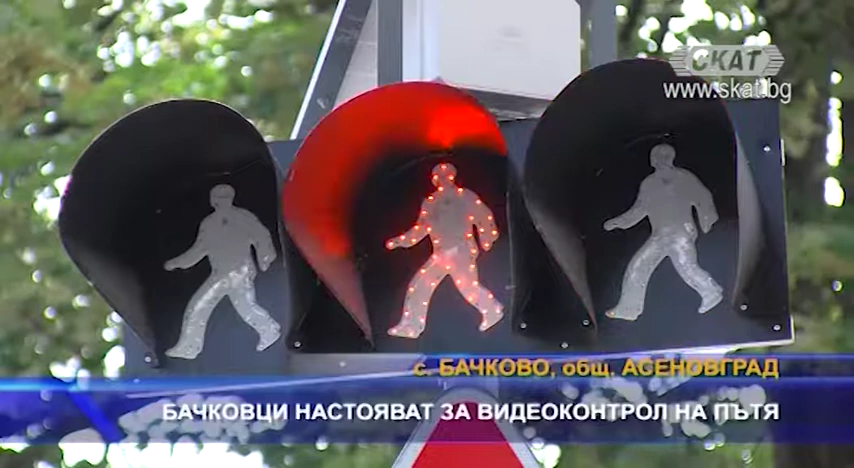 СКАТ
www.skat.bg
с. БАЧКОВО, общ. АСЕНОВГРАД
БАЧКОВЦИ НАСТОЯВАТ ЗА ВИДЕОКОНТРОЛ НА ПЪТЯ